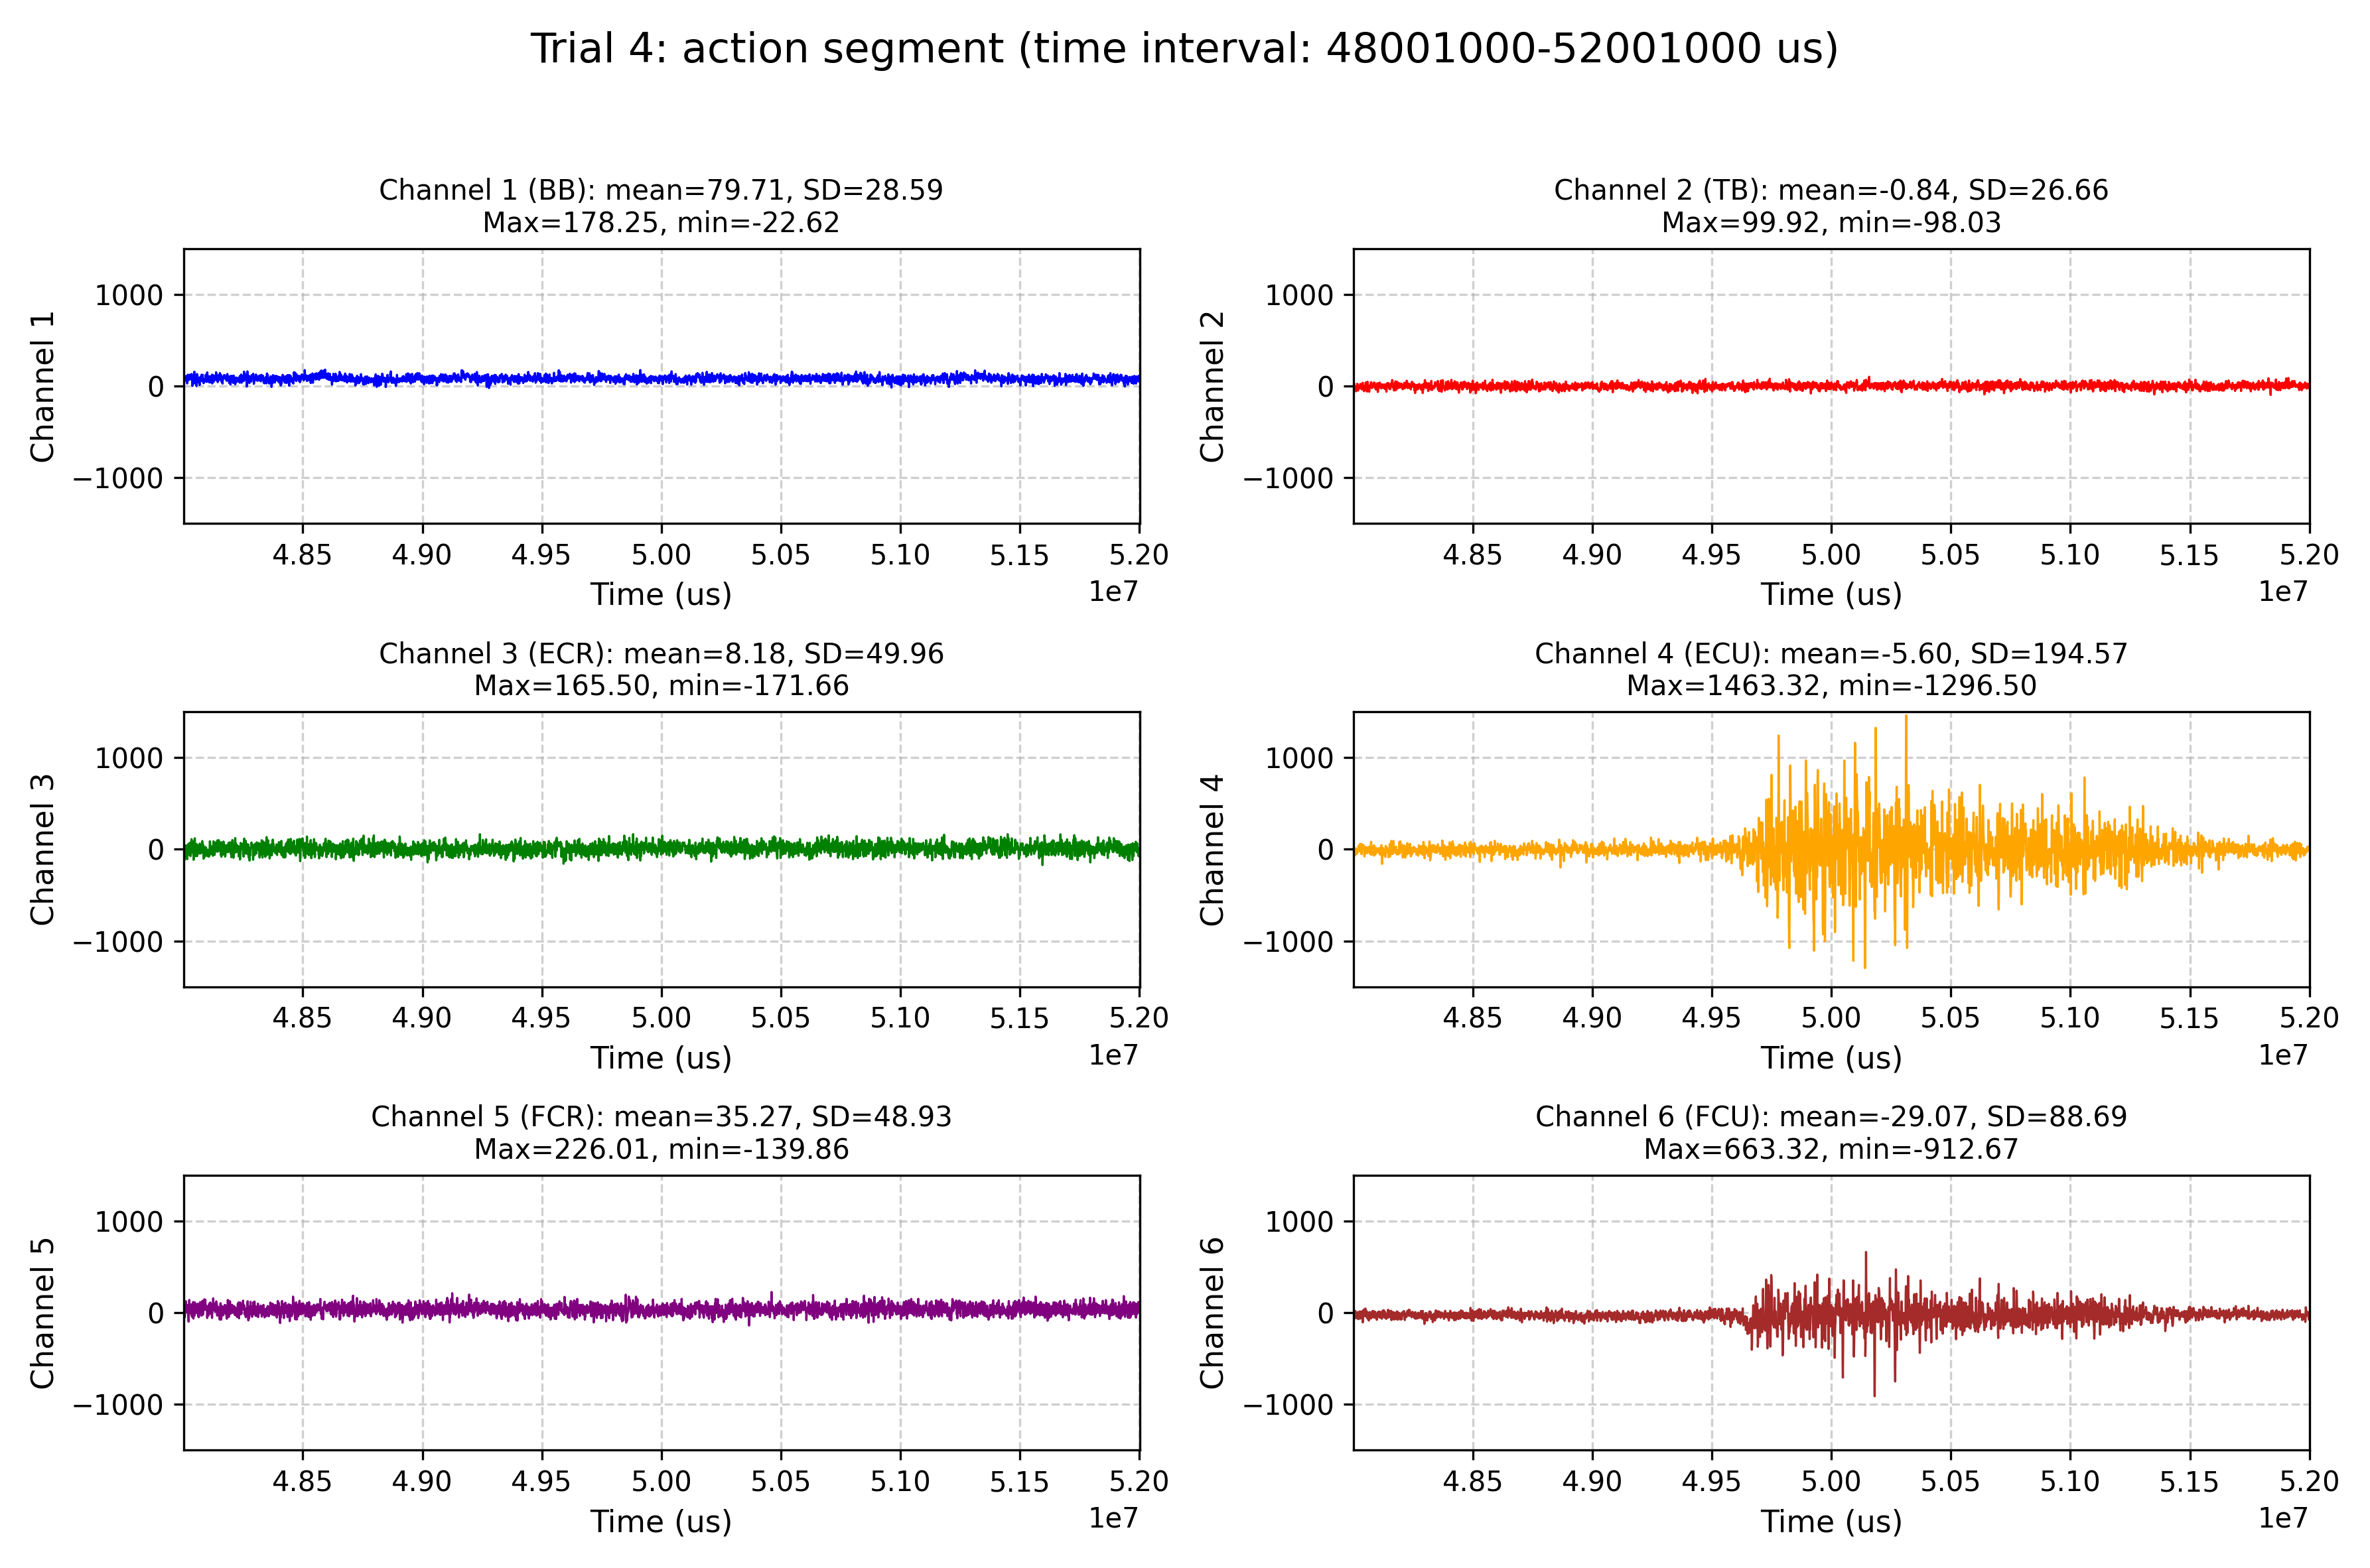 Trial 4: action segment (time interval: 48001000-52001000 us)
Channel 1 (BB): mean=79.71, SD=28.59
Max=178.25, min=-22.62
1000
0
−1000
Channel 1
4.85 4.90 4.95 5.00 5.05 5.10 5.15 5.20
Time (us)
1e7
Channel 2 (TB): mean=-0.84, SD=26.66
Max=99.92, min=-98.03
1000
0
−1000
Channel 2
4.85 4.90 4.95 5.00 5.05 5.10 5.15 5.20
Time (us)
1e7
Channel 3 (ECR): mean=8.18, SD=49.96
Max=165.50, min=-171.66
1000
0
−1000
Channel 3
4.85 4.90 4.95 5.00 5.05 5.10 5.15 5.20
Time (us)
1e7
Channel 4 (ECU): mean=-5.60, SD=194.57
Max=1463.32, min=-1296.50
1000
0
−1000
Channel 4
4.85 4.90 4.95 5.00 5.05 5.10 5.15 5.20
Time (us)
1e7
Channel 5 (FCR): mean=35.27, SD=48.93
Max=226.01, min=-139.86
1000
0
−1000
Channel 5
4.85 4.90 4.95 5.00 5.05 5.10 5.15 5.20
Time (us)
1e7
Channel 6 (FCU): mean=-29.07, SD=88.69
Max=663.32, min=-912.67
1000
0
−1000
Channel 6
4.85 4.90 4.95 5.00 5.05 5.10 5.15 5.20
Time (us)
1e7